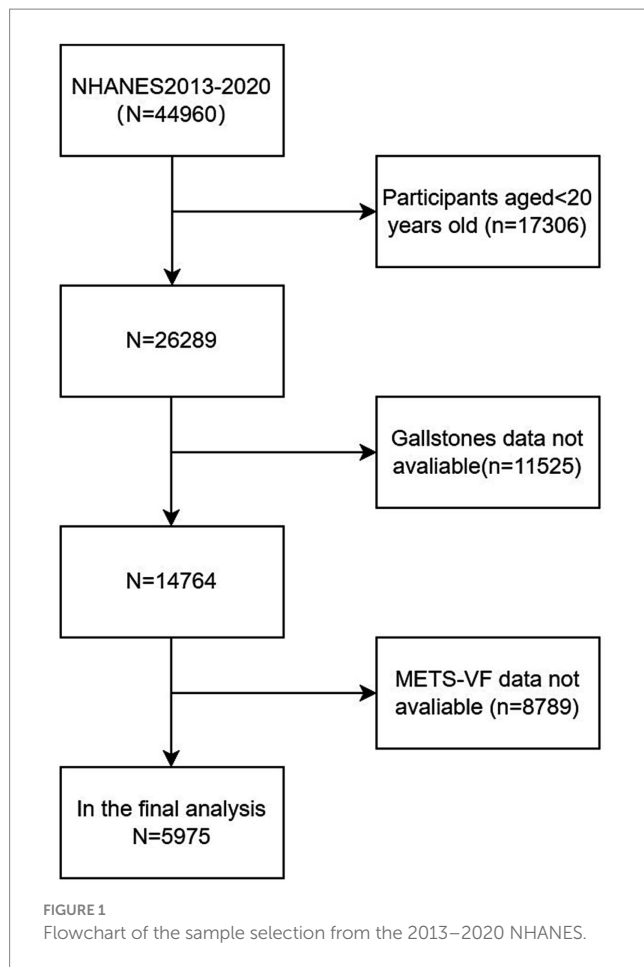 NHANES2013-2020
(N=44960)
Participants aged<20
years old (n=17306)
N=26289
Gallstones data not
avaliable(n=11525)
N=14764
METS-VF data not
avaliable (n=8789)
In the final analysis
N=5975
FIGURE 1
Flowchart of the sample selection from the 2013–2020 NHANES.